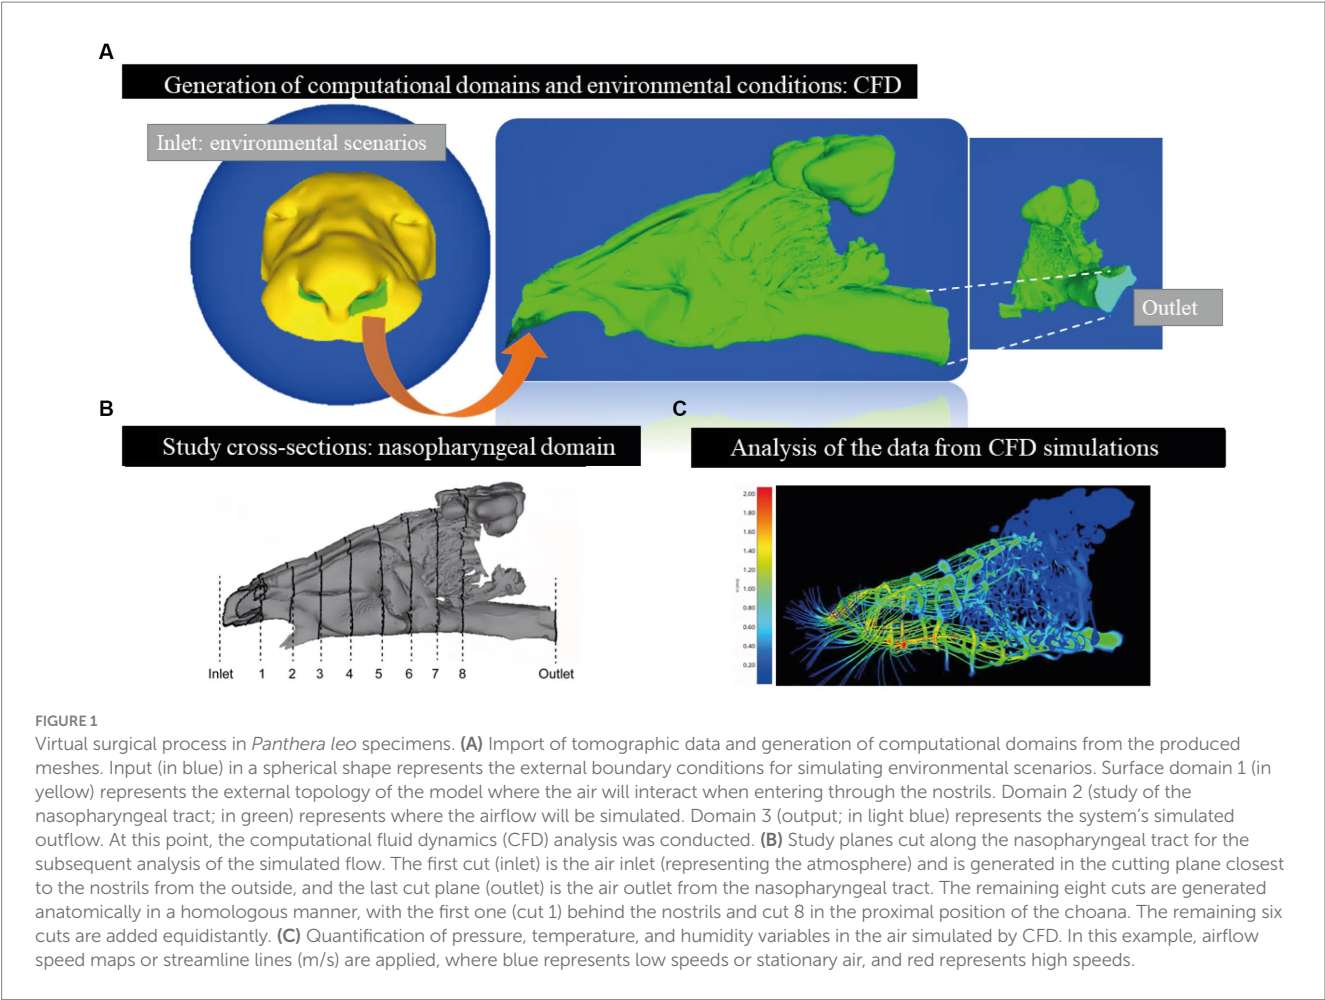 A
Generation of computational domains and environmental conditions: CFD
Inlet: environmental scenarios
Outlet
B
Study cross-sections: nasopharyngeal domain
Inlet 1 2 3 4 5 6 7 8 Outlet
C
Analysis of the data from CFD simulations
2.00
1.80
1.60
1.40
1.20
1.00
0.80
0.60
0.40
0.20
FIGURE 1
Virtual surgical process in Panthera leo specimens. (A) Import of tomographic data and generation of computational domains from the produced
meshes. Input (in blue) in a spherical shape represents the external boundary conditions for simulating environmental scenarios. Surface domain 1 (in
yellow) represents the external topology of the model where the air will interact when entering through the nostrils. Domain 2 (study of the
nasopharyngeal tract; in green) represents where the airflow will be simulated. Domain 3 (output; in light blue) represents the system's simulated
outflow. At this point, the computational fluid dynamics (CFD) analysis was conducted. (B) Study planes cut along the nasopharyngeal tract for the
subsequent analysis of the simulated flow. The first cut (inlet) is the air inlet (representing the atmosphere) and is generated in the cutting plane closest
to the nostrils from the outside, and the last cut plane (outlet) is the air outlet from the nasopharyngeal tract. The remaining eight cuts are generated
anatomically in a homologous manner, with the first one (cut 1) behind the nostrils and cut 8 in the proximal position of the choana. The remaining six
cuts are added equidistantly. (C) Quantification of pressure, temperature, and humidity variables in the air simulated by CFD. In this example, airflow
speed maps or streamline lines (m/s) are applied, where blue represents low speeds or stationary air, and red represents high speeds.